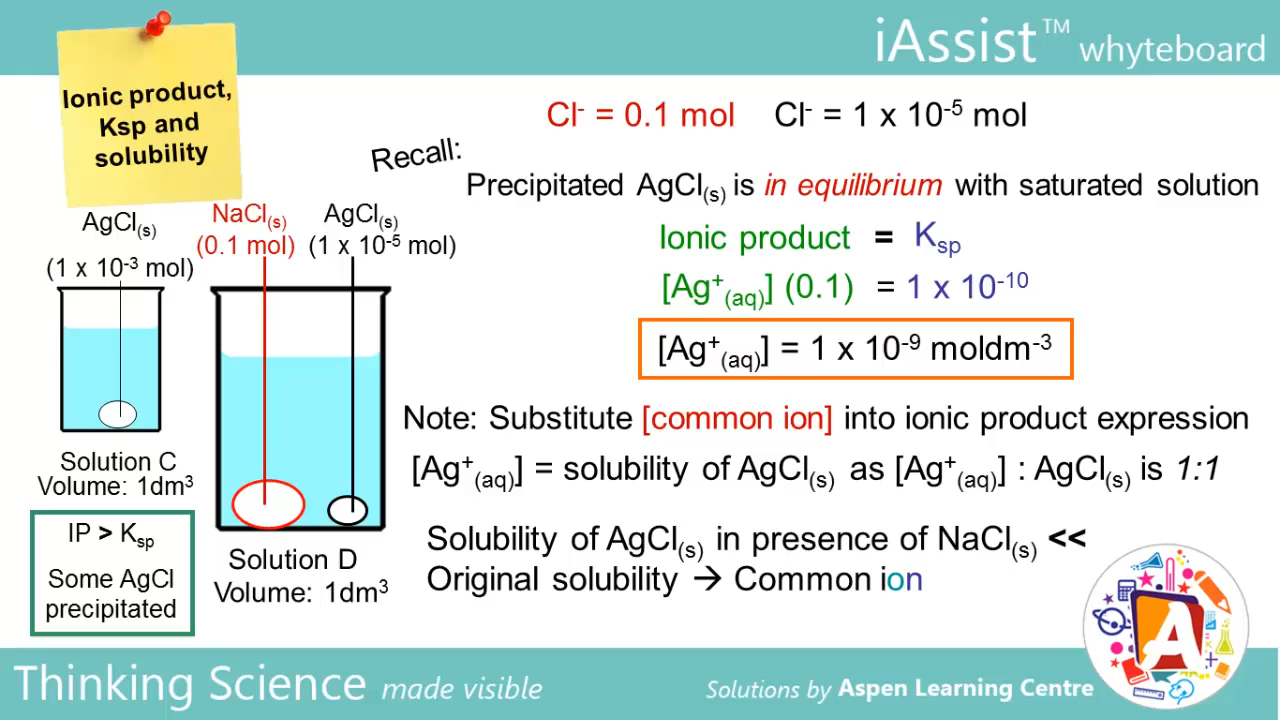 iAssist™ whyteboard
Ionic product,
Ksp and
solubility
Cl⁻ = 0.1 mol Cl⁻ = 1 x 10⁻⁵ mol
Recall:
Precipitated AgCl₍s₎ is in equilibrium with saturated solution
Ionic product = Ksp
[Ag⁺(aq)] (0.1) = 1 x 10⁻¹⁰
[Ag⁺(aq)] = 1 x 10⁻⁹ moldm⁻³
Note: Substitute [common ion] into ionic product expression
[Ag⁺(aq)] = solubility of AgCl(s) as [Ag⁺(aq)] : AgCl(s) is 1:1
Solubility of AgCl(s) in presence of NaCl(s) <<
Original solubility → Common ion
AgCl(s)
(1 x 10⁻³ mol)
NaCl(s)
(0.1 mol)
AgCl(s)
(1 x 10⁻⁵ mol)
Solution C
Volume: 1dm³
IP > Ksp
Some AgCl
precipitated
Solution D
Volume: 1dm³
A
Thinking Science made visible
Solutions by Aspen Learning Centre